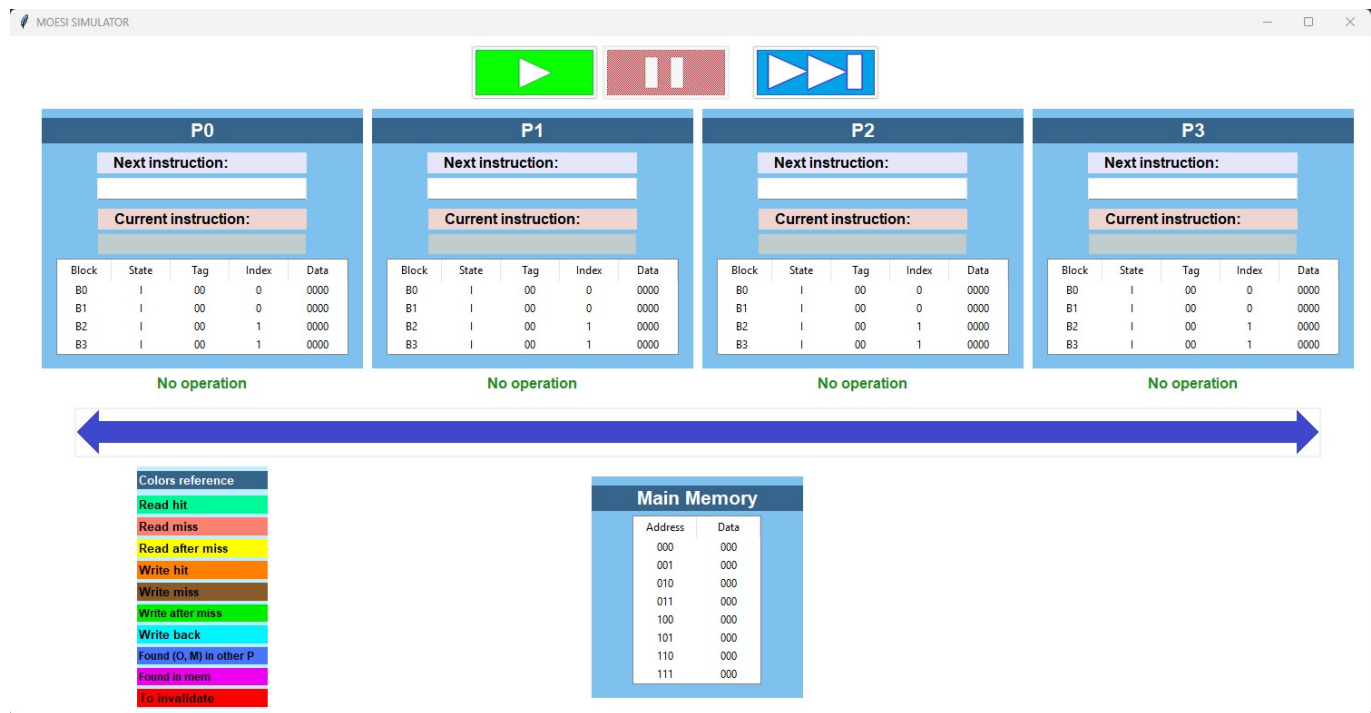 MOESI SIMULATOR
P0
Next instruction:
Current instruction:
Block State Tag Index Data
B0 I 00 0 0000
B1 I 00 0 0000
B2 I 00 1 0000
B3 I 00 1 0000
No operation
P1
Next instruction:
Current instruction:
Block State Tag Index Data
B0 I 00 0 0000
B1 I 00 0 0000
B2 I 00 1 0000
B3 I 00 1 0000
No operation
P2
Next instruction:
Current instruction:
Block State Tag Index Data
B0 I 00 0 0000
B1 I 00 0 0000
B2 I 00 1 0000
B3 I 00 1 0000
No operation
P3
Next instruction:
Current instruction:
Block State Tag Index Data
B0 I 00 0 0000
B1 I 00 0 0000
B2 I 00 1 0000
B3 I 00 1 0000
No operation
Colors reference
Read hit
Read miss
Read after miss
Write hit
Write miss
Write after miss
Write back
Found (O, M) in other P
Found in mem
To invalidate
Main Memory
Address Data
000 000
001 000
010 000
011 000
100 000
101 000
110 000
111 000